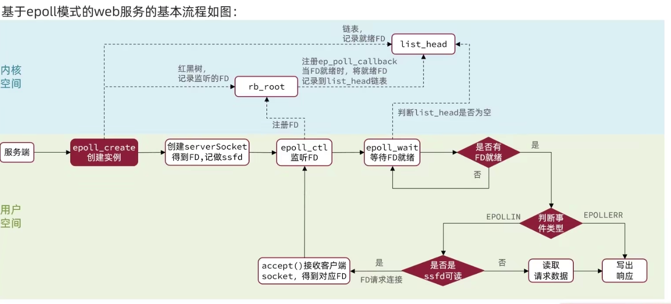 基于epoll模式的web服务的基本流程如图：
链表，
记录就绪FD
list_head
内核
空间
红黑树，
记录监听的FD
rb_root
注册ep_poll_callback
当FD就绪时，将就绪FD
记录到list_head链表
判断list_head是否为空
注册FD
服务端
epoll_create
创建实例
创建serverSocket
得到FD,记做ssfd
epoll_ctl
监听FD
epoll_wait
等待FD就绪
是否有
FD就绪
是
否
用户
空间
判断事
件类型
EPOLLIN
EPOLLERR
accept()接收客户端
socket，得到对应FD
是
FD请求连接
是否是
ssfd可读
否
读取
请求数据
写出
响应